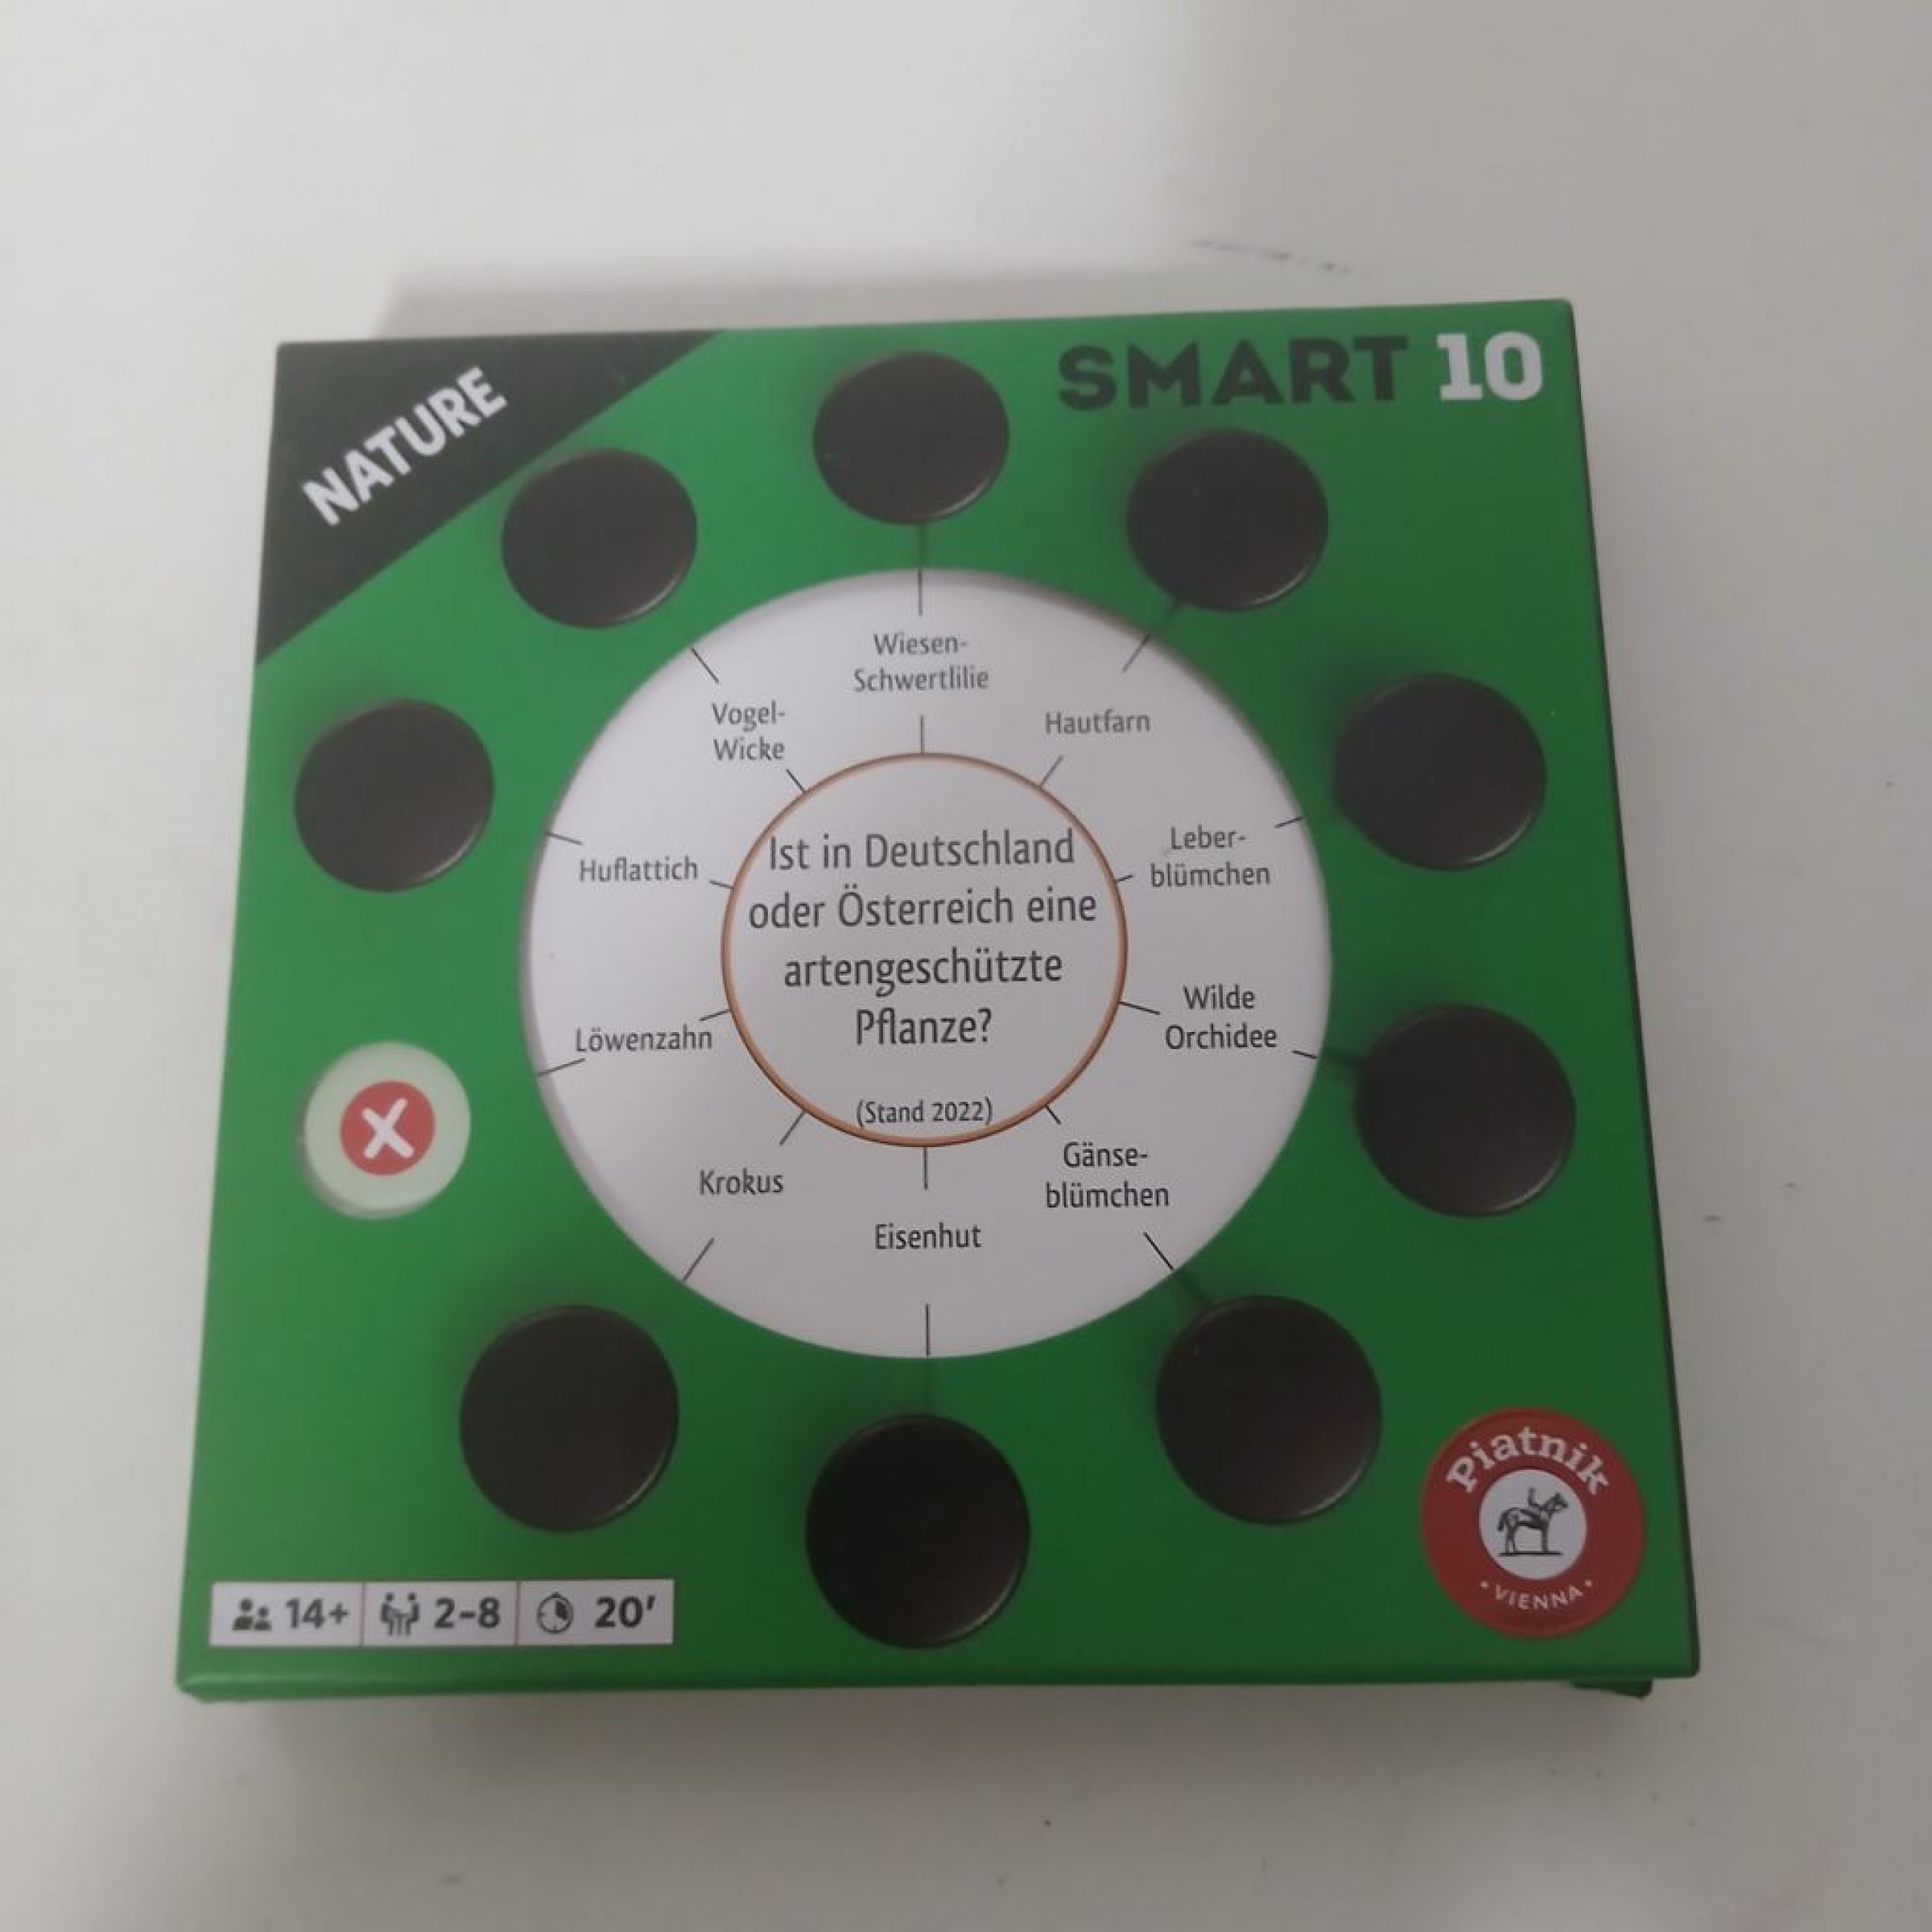 NATURE
SMART 10
Wiesen-
Schwertlilie
Hautfarn
Leber-
blümchen
Wilde
Orchidee
Gänse-
blümchen
Eisenhut
Krokus
Löwenzahn
Huflattich
Vogel-
Wicke
Ist in Deutschland
oder Österreich eine
artengeschützte
Pflanze?
(Stand 2022)
14+
2-8
20'
Piatnik
• VIENNA •